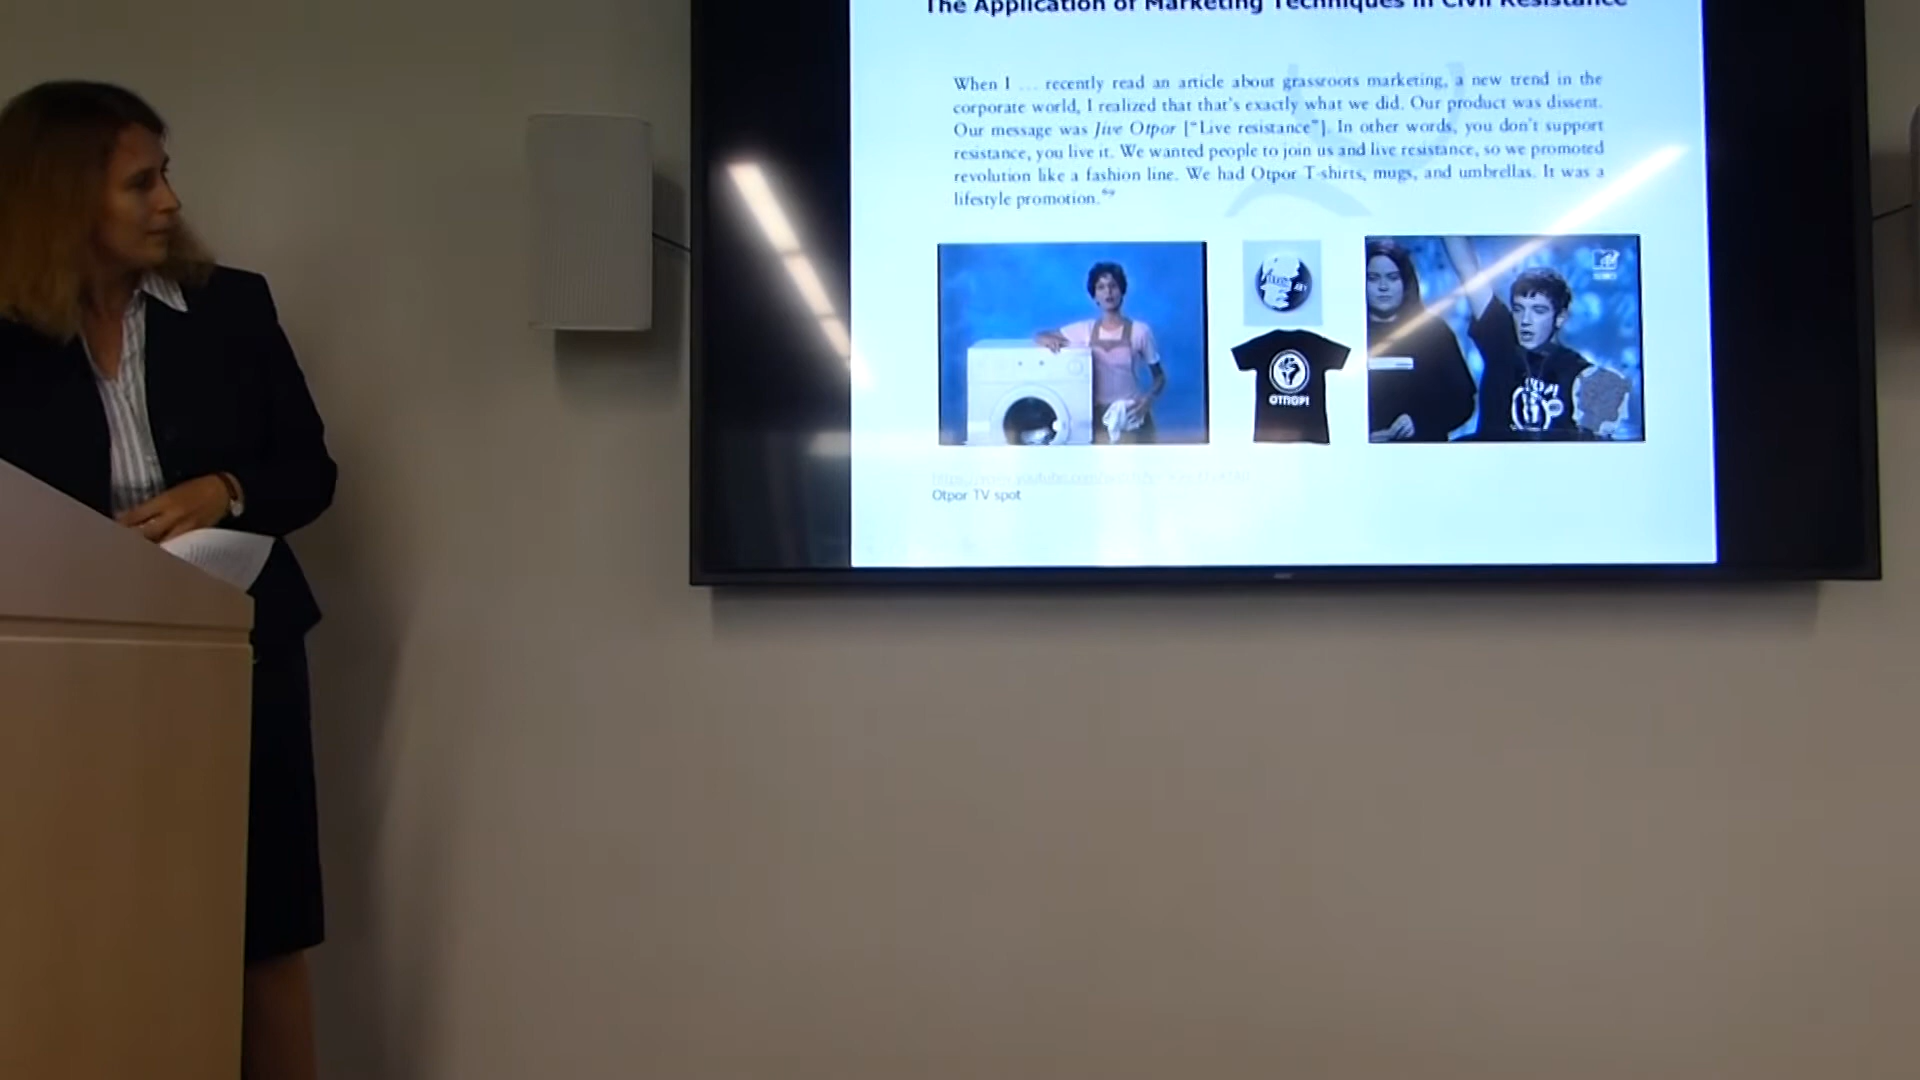 The Application of Marketing Techniques in Civil Resistance
When I ... recently read an article about grassroots marketing, a new trend in the
corporate world, I realized that that's exactly what we did. Our product was dissent.
Our message was Jive Otpor ["Live resistance"]. In other words, you don't support
resistance, you live it. We wanted people to join us and live resistance, so we promoted
revolution like a fashion line. We had Otpor T-shirts, mugs, and umbrellas. It was a
lifestyle promotion.⁶⁹
ОТПОР!
Otpor TV spot